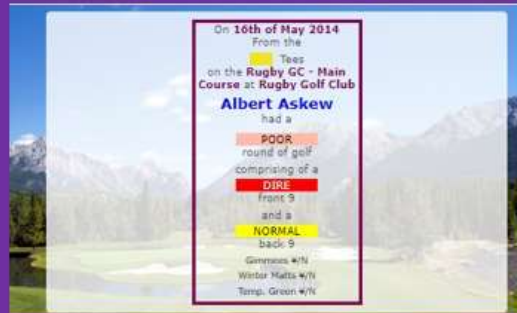 On 16th of May 2014
From the
Tees
on the Rugby GC - Main
Course at Rugby Golf Club
Albert Askew
had a
POOR
round of golf
comprising of a
DIRE
front 9
and a
NORMAL
back 9
Gimmees /N
Winter Matts /N
Temp. Green /N